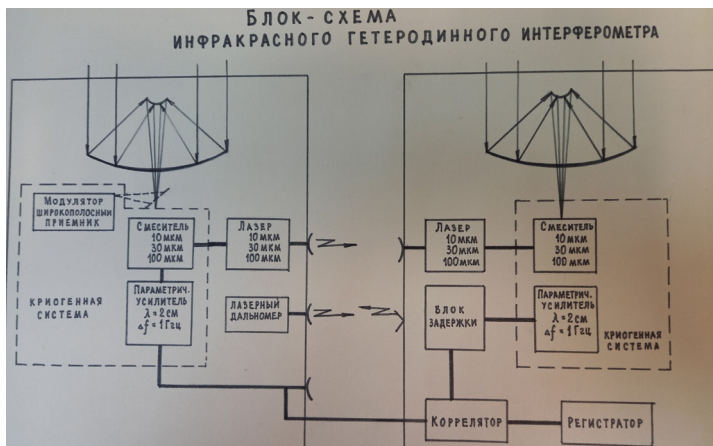 БЛОК-СХЕМА
ИНФРАКРАСНОГО ГЕТЕРОДИННОГО ИНТЕРФЕРОМЕТРА
МОДУЛЯТОР
ШИРОКОПОЛОСНЫЙ
ПРИЕМНИК
СМЕСИТЕЛЬ
10 МКМ
30 МКМ
100 МКМ
ЛАЗЕР
10 МКМ
30 МКМ
100 МКМ
КРИОГЕННАЯ
СИСТЕМА
ПАРАМЕТРИЧ.
УСИЛИТЕЛЬ
λ = 2 СМ
Δf = 1 ГГЦ
ЛАЗЕРНЫЙ
ДАЛЬНОМЕР
ЛАЗЕР
10 МКМ
30 МКМ
100 МКМ
СМЕСИТЕЛЬ
10 МКМ
30 МКМ
100 МКМ
БЛОК
ЗАДЕРЖКИ
ПАРАМЕТРИЧ.
УСИЛИТЕЛЬ
λ = 2 СМ
Δf = 1 ГГЦ
КРИОГЕННАЯ
СИСТЕМА
КОРРЕЛЯТОР
РЕГИСТРАТОР